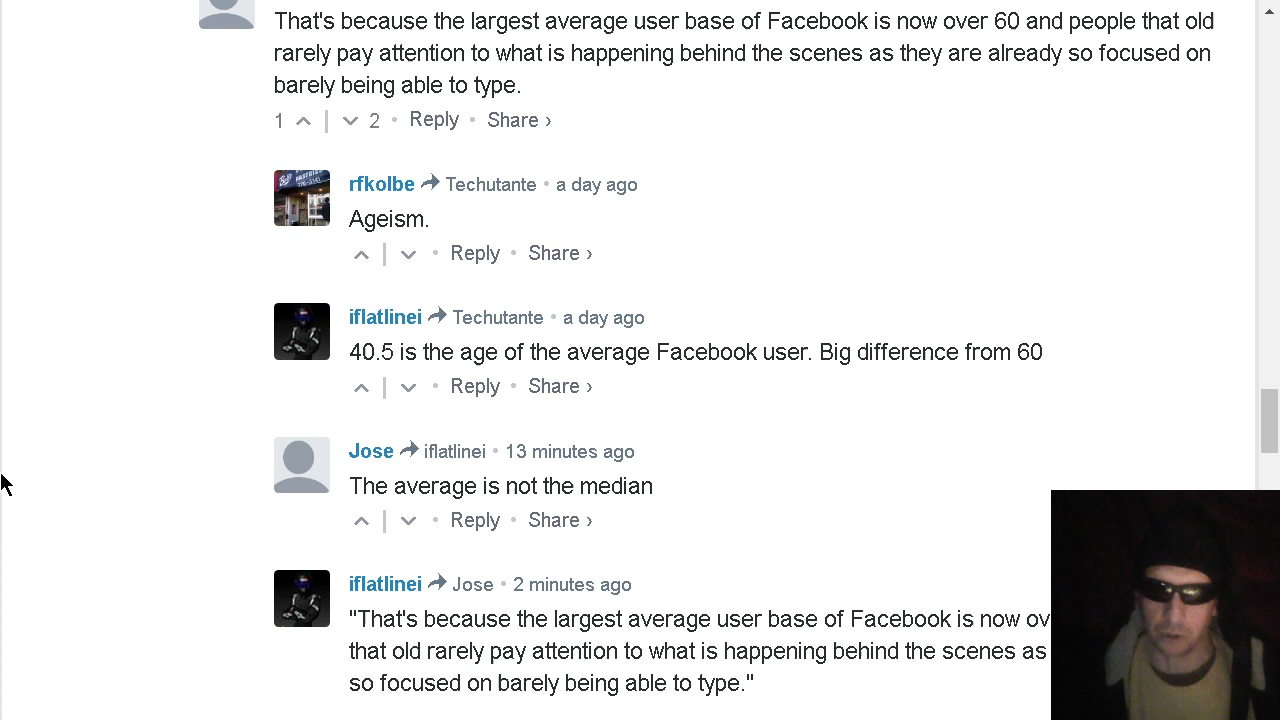 That's because the largest average user base of Facebook is now over 60 and people that old
rarely pay attention to what is happening behind the scenes as they are already so focused on
barely being able to type.
1 2 • Reply • Share ›
rfkolbe Techutante • a day ago
Ageism.
• Reply • Share ›
iflatlinei Techutante • a day ago
40.5 is the age of the average Facebook user. Big difference from 60
• Reply • Share ›
Jose iflatlinei • 13 minutes ago
The average is not the median
• Reply • Share ›
iflatlinei Jose • 2 minutes ago
"That's because the largest average user base of Facebook is now ov
that old rarely pay attention to what is happening behind the scenes as
so focused on barely being able to type."